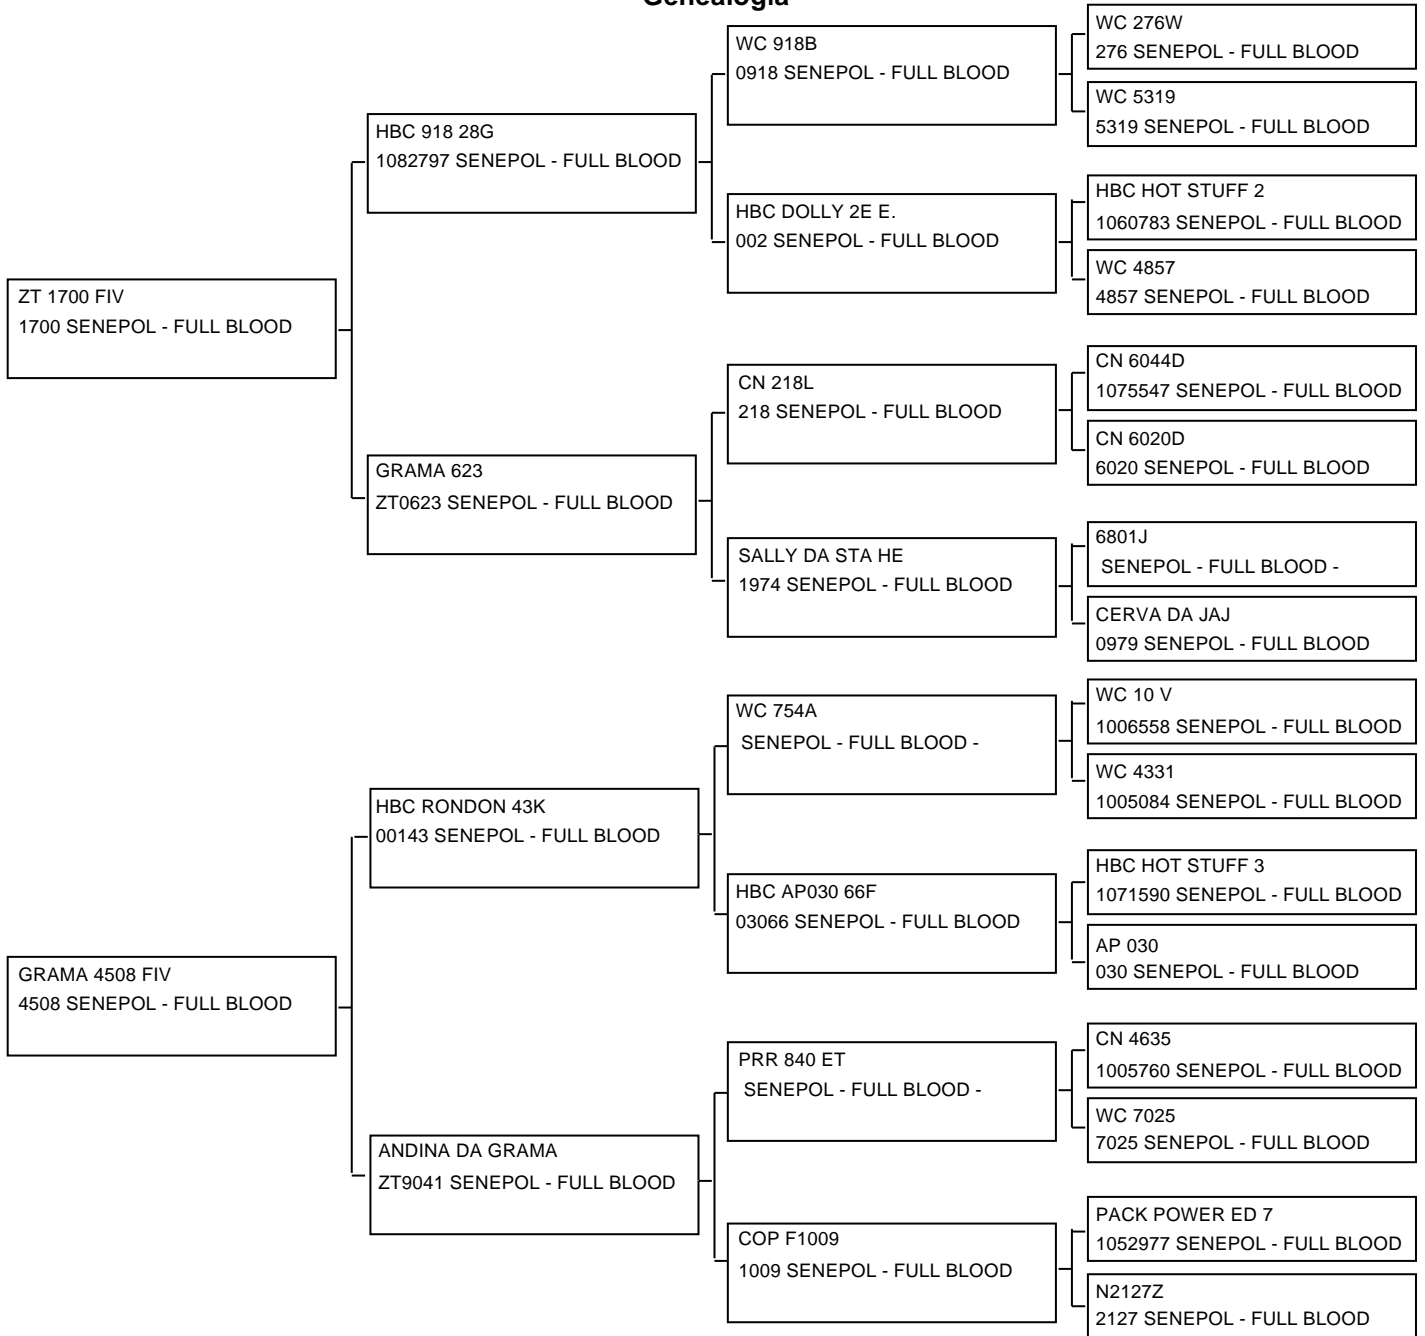 Genealogia
WC 276W
276 SENEPOL - FULL BLOOD
WC 918B
0918 SENEPOL - FULL BLOOD
WC 5319
5319 SENEPOL - FULL BLOOD
HBC 918 28G
1082797 SENEPOL - FULL BLOOD
HBC HOT STUFF 2
1060783 SENEPOL - FULL BLOOD
HBC DOLLY 2E E.
002 SENEPOL - FULL BLOOD
WC 4857
4857 SENEPOL - FULL BLOOD
ZT 1700 FIV
1700 SENEPOL - FULL BLOOD
CN 6044D
1075547 SENEPOL - FULL BLOOD
CN 218L
218 SENEPOL - FULL BLOOD
CN 6020D
6020 SENEPOL - FULL BLOOD
GRAMA 623
ZT0623 SENEPOL - FULL BLOOD
6801J
SENEPOL - FULL BLOOD -
SALLY DA STA HE
1974 SENEPOL - FULL BLOOD
CERVA DA JAJ
0979 SENEPOL - FULL BLOOD
WC 10 V
1006558 SENEPOL - FULL BLOOD
WC 754A
SENEPOL - FULL BLOOD -
WC 4331
1005084 SENEPOL - FULL BLOOD
HBC RONDON 43K
00143 SENEPOL - FULL BLOOD
HBC HOT STUFF 3
1071590 SENEPOL - FULL BLOOD
HBC AP030 66F
03066 SENEPOL - FULL BLOOD
AP 030
030 SENEPOL - FULL BLOOD
GRAMA 4508 FIV
4508 SENEPOL - FULL BLOOD
CN 4635
1005760 SENEPOL - FULL BLOOD
PRR 840 ET
SENEPOL - FULL BLOOD -
WC 7025
7025 SENEPOL - FULL BLOOD
ANDINA DA GRAMA
ZT9041 SENEPOL - FULL BLOOD
PACK POWER ED 7
1052977 SENEPOL - FULL BLOOD
COP F1009
1009 SENEPOL - FULL BLOOD
N2127Z
2127 SENEPOL - FULL BLOOD